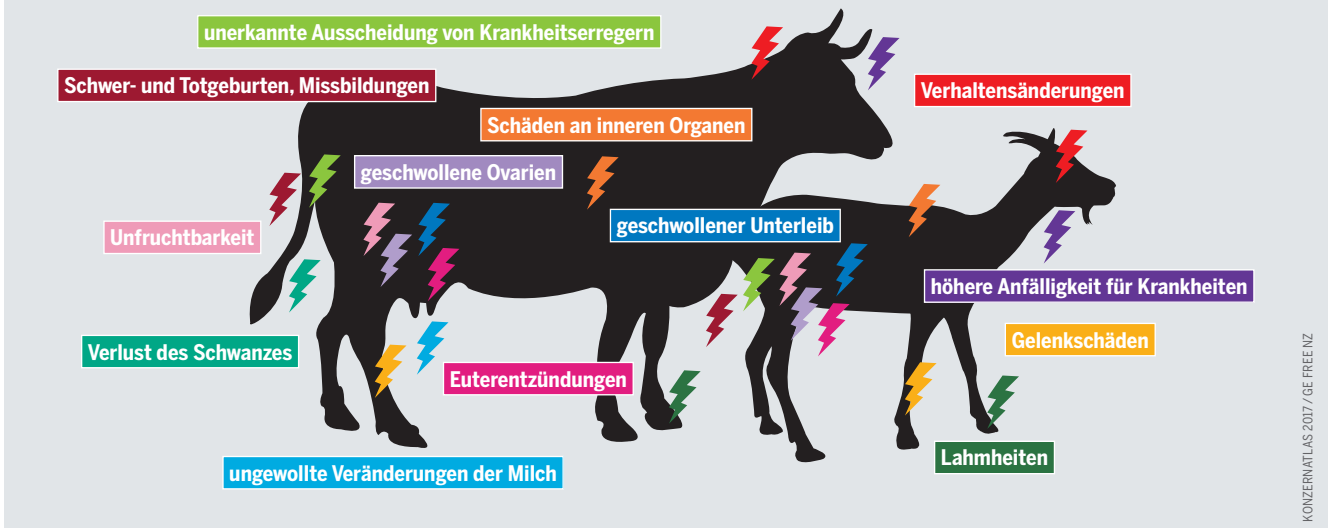 unerkannte Ausscheidung von Krankheitserregern
Schwer- und Totgeburten, Missbildungen
Verhaltensänderungen
Schäden an inneren Organen
geschwollene Ovarien
geschwollener Unterleib
Unfruchtbarkeit
höhere Anfälligkeit für Krankheiten
Verlust des Schwanzes
Gelenkschäden
Euterentzündungen
Lahmheiten
ungewollte Veränderungen der Milch
KONZERNATLAS 2017 / GE FREE NZ